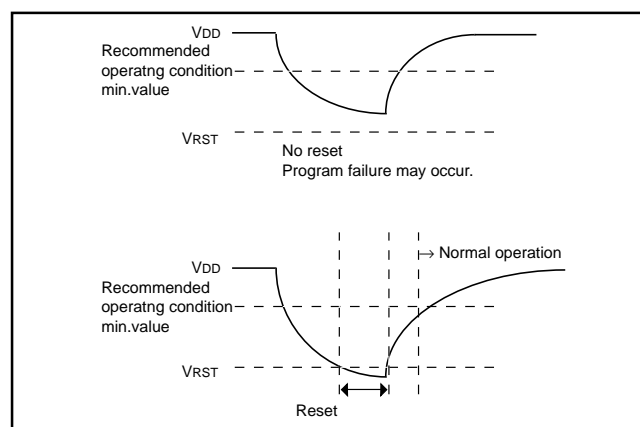 VDD
Recommended
operatng condition
min.value
VRST
No reset
Program failure may occur.
→ Normal operation
VDD
Recommended
operatng condition
min.value
VRST
Reset